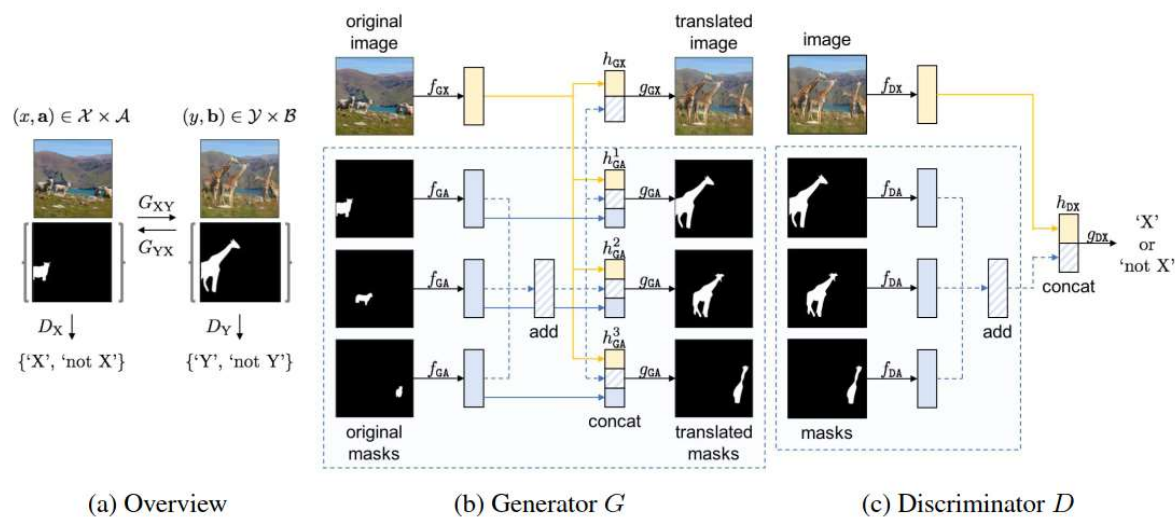 (x, a) ∈ 𝒳 × 𝒜
(y, b) ∈ 𝒴 × ℬ
G_XY
G_YX
D_X
D_Y
{‘X’, ‘not X’}
{‘Y’, ‘not Y’}
(a) Overview
original
image
f_GX
h_GX
g_GX
translated
image
f_GA
h¹_GA
g_GA
f_GA
h²_GA
g_GA
add
f_GA
h³_GA
g_GA
concat
original
masks
translated
masks
(b) Generator G
image
f_DX
f_DA
f_DA
f_DA
add
masks
h_DX
g_DX
concat
‘X’
or
‘not X’
(c) Discriminator D